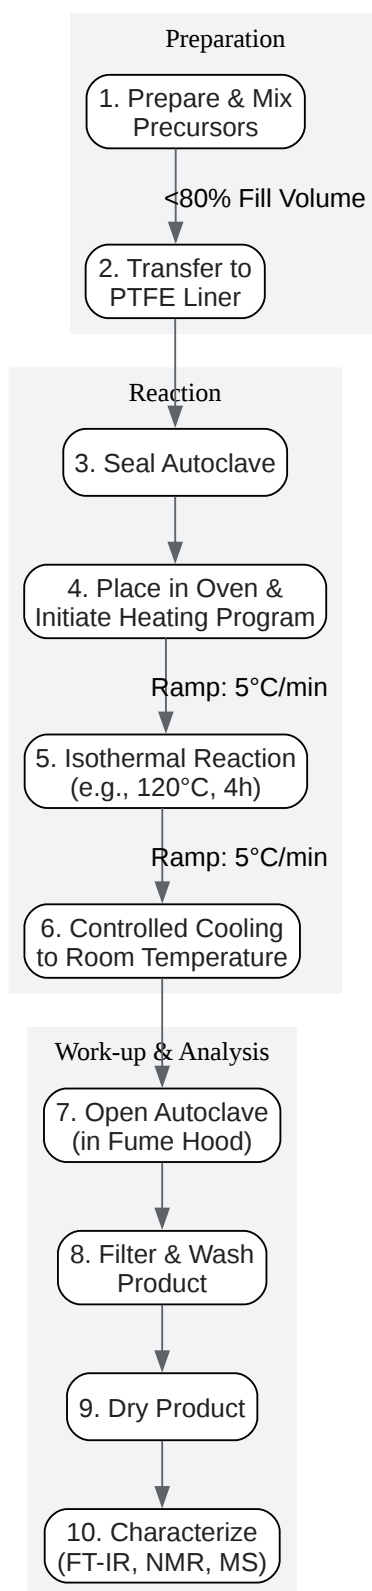 Preparation
1. Prepare & Mix
Precursors
<80% Fill Volume
2. Transfer to
PTFE Liner
Reaction
3. Seal Autoclave
4. Place in Oven &
Initiate Heating Program
Ramp: 5°C/min
5. Isothermal Reaction
(e.g., 120°C, 4h)
Ramp: 5°C/min
6. Controlled Cooling
to Room Temperature
Work-up & Analysis
7. Open Autoclave
(in Fume Hood)
8. Filter & Wash
Product
9. Dry Product
10. Characterize
(FT-IR, NMR, MS)